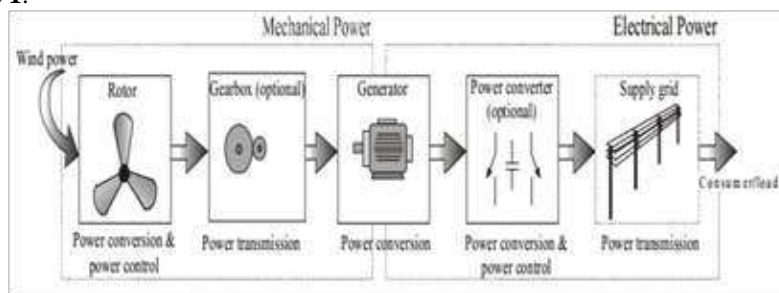 Mechanical Power
Electrical Power
Wind power
Rotor
Gearbox (optional)
Generator
Power converter
(optional)
Supply grid
Consumer/load
Power conversion &
power control
Power transmission
Power conversion
Power conversion &
power control
Power transmission